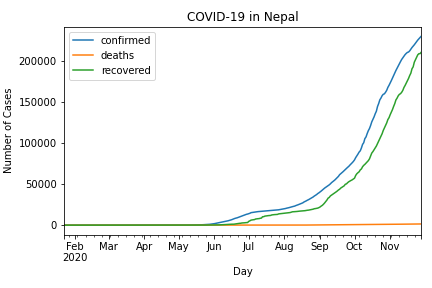 COVID-19 in Nepal
confirmed
deaths
recovered
200000
150000
100000
50000
0
Number of Cases
Feb Mar Apr May Jun Jul Aug Sep Oct Nov
2020
Day